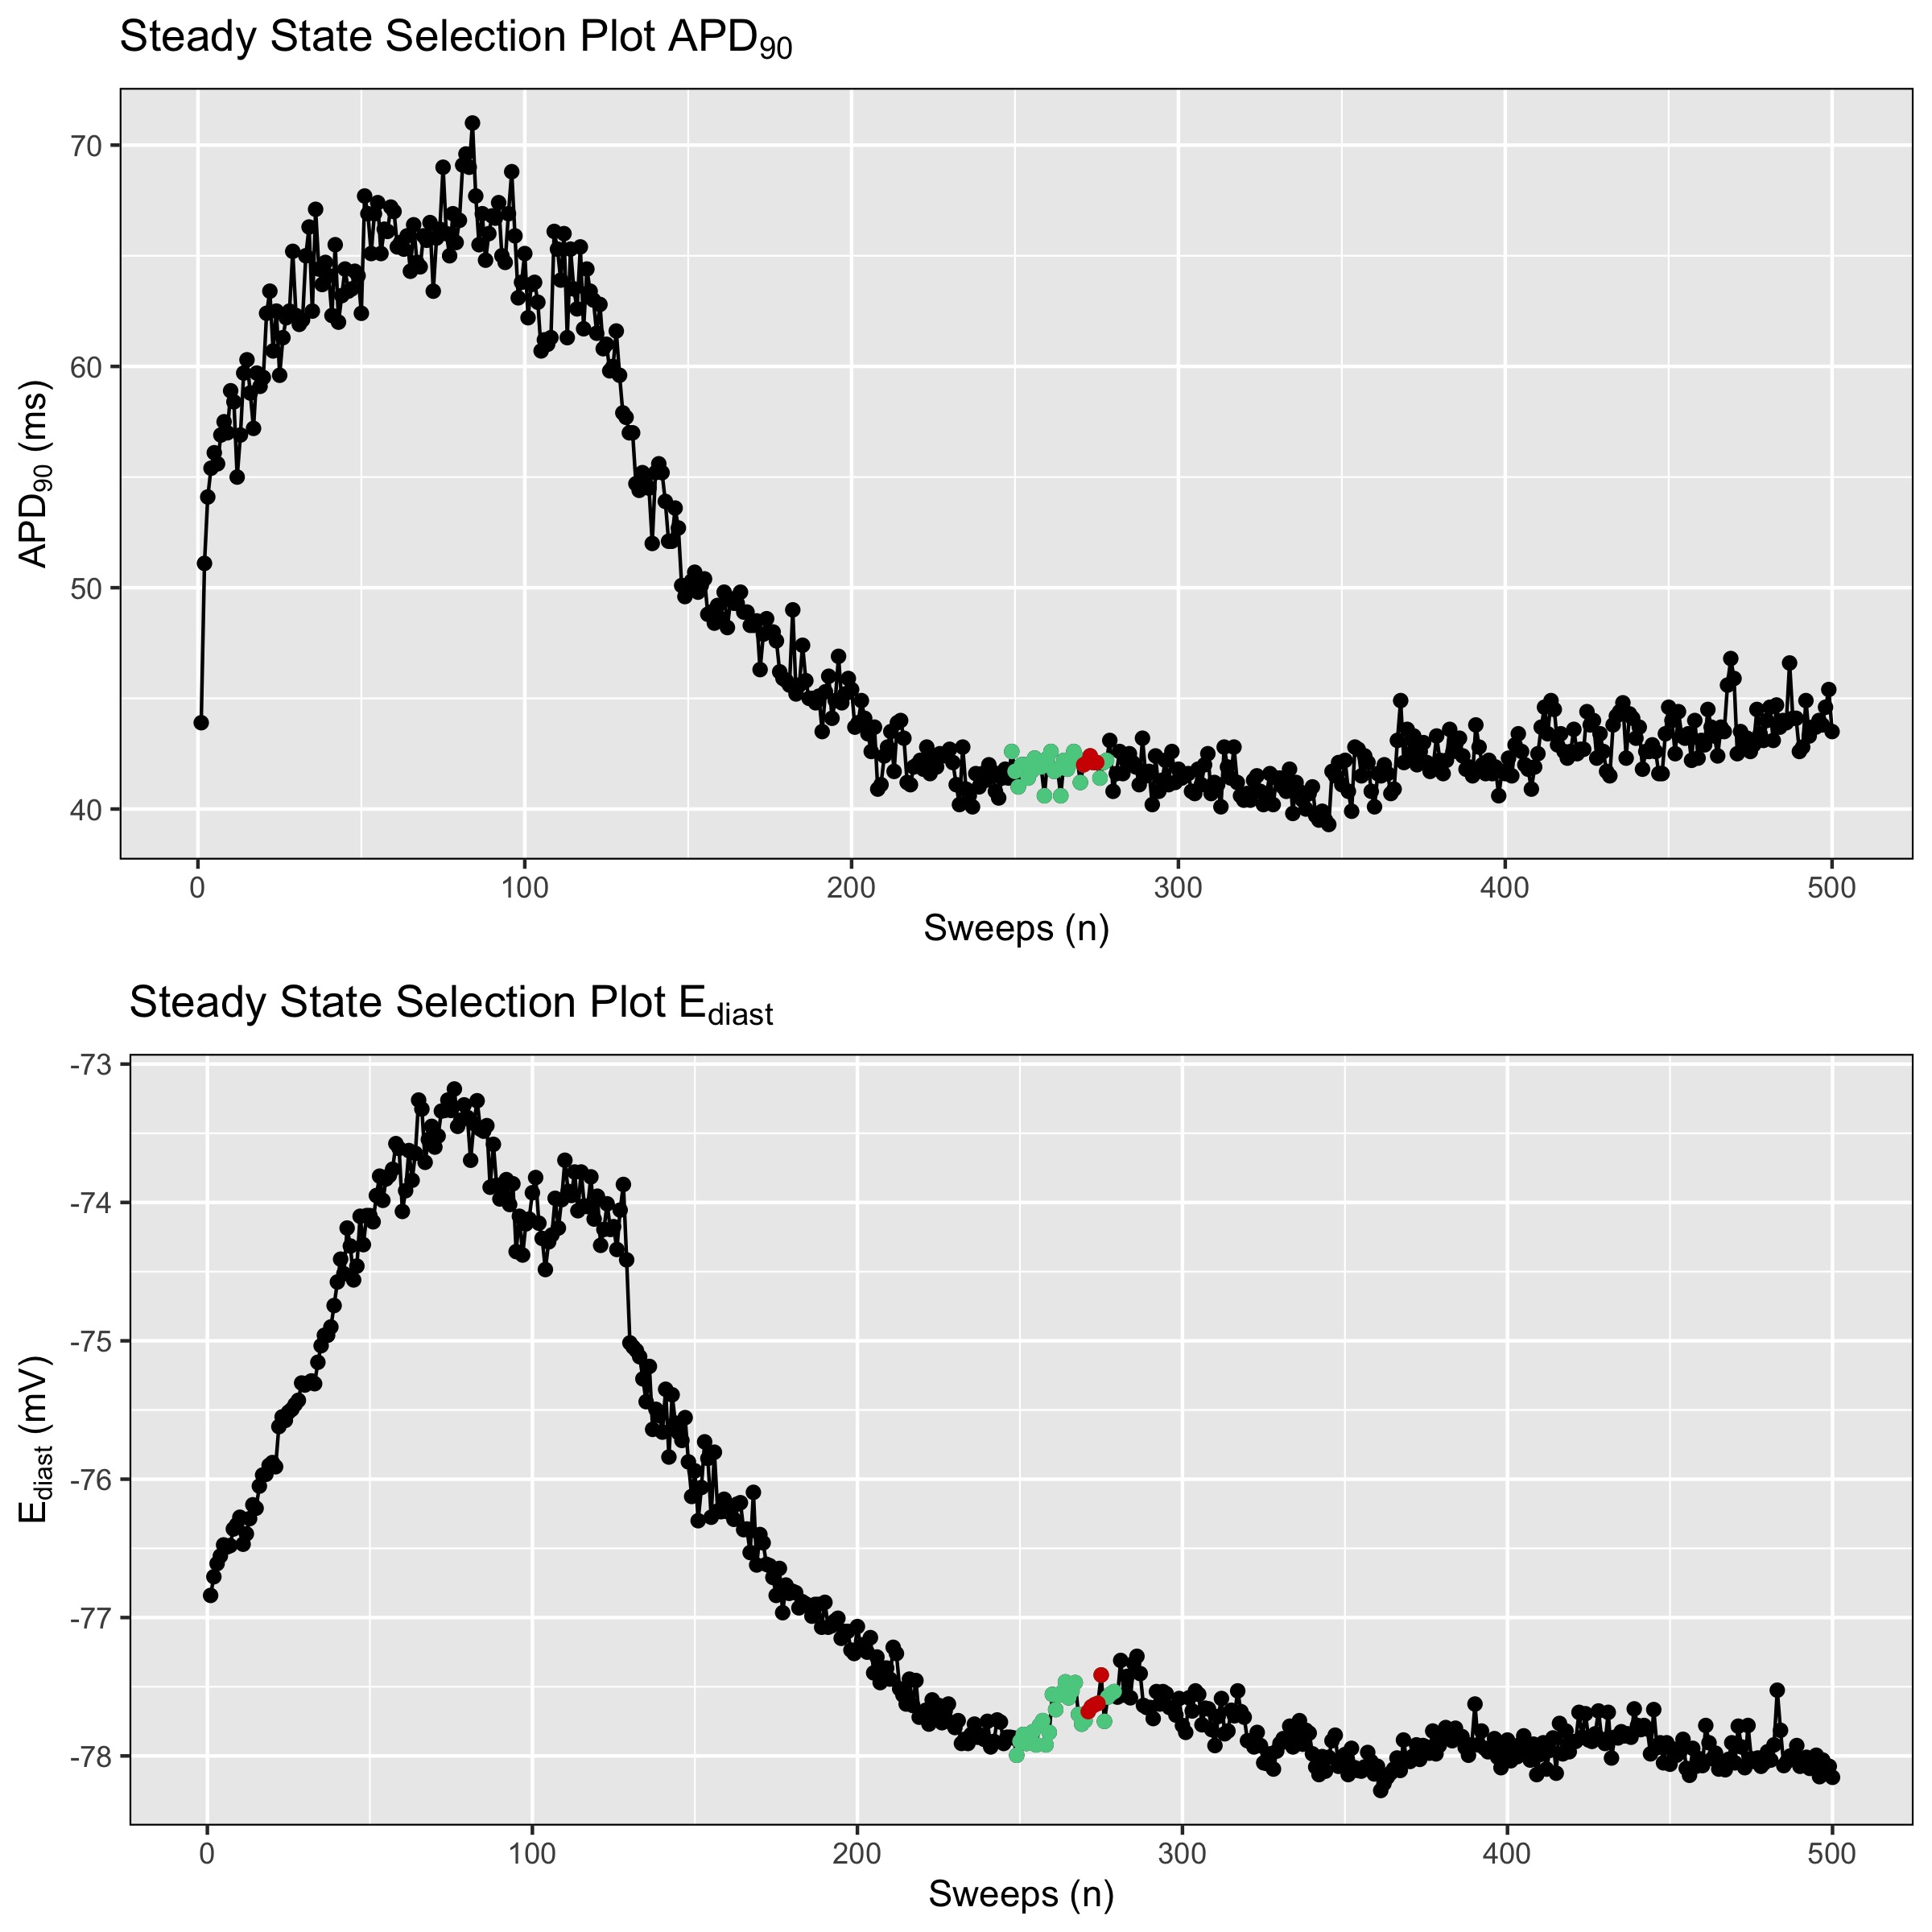 Steady State Selection Plot APD90
70
60
50
40
APD90 (ms)
0 100 200 300 400 500
Sweeps (n)
Steady State Selection Plot Ediast
-73
-74
-75
-76
-77
-78
Ediast (mV)
0 100 200 300 400 500
Sweeps (n)